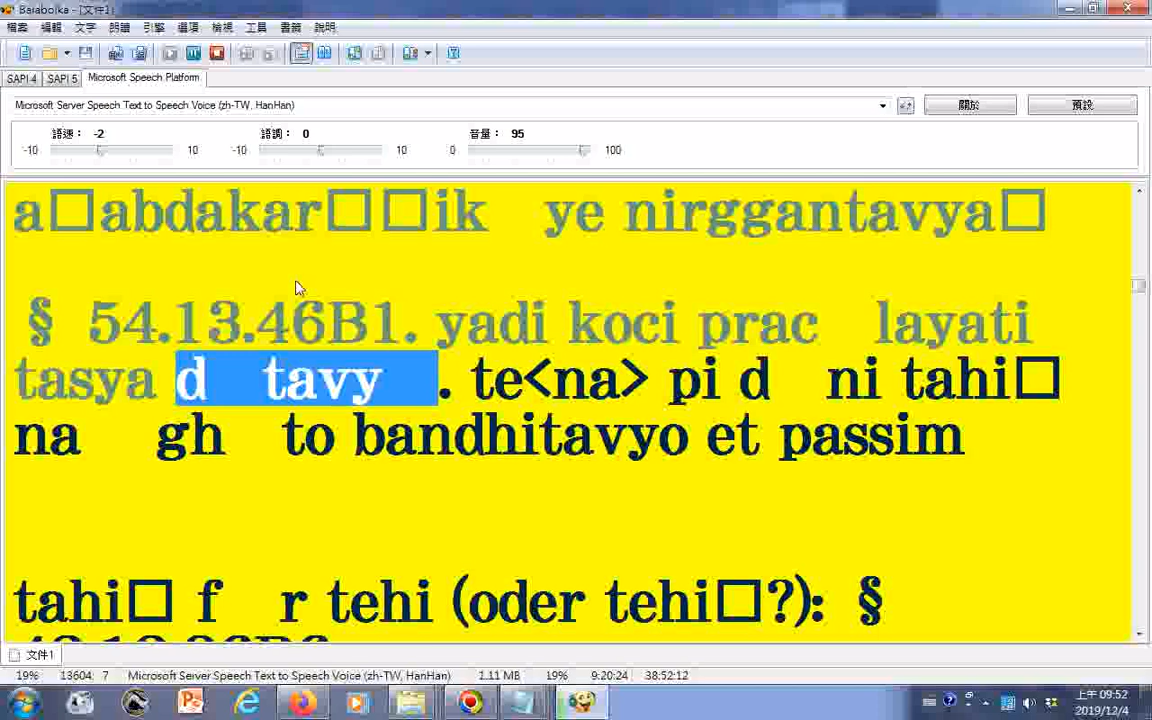 Balabolka - [文件1]
檔案 編輯 文字 朗讀 引擎 選項 檢視 工具 書籤 說明
SAPI 4 SAPI 5 Microsoft Speech Platform
Microsoft Server Speech Text to Speech Voice (zh-TW, HanHan) 關於 預設
語速： -2 語調： 0 音量： 95
-10 10 -10 10 0 100
a□abdakar□□ik ye nirggantavya□
§ 54.13.46B1. yadi koci prac layati
tasya d tavy . te<na> pi d ni tahi□
na gh to bandhitavyo et passim
tahi□ f r tehi (oder tehi□?): §
文件1
19% 13604: 7 Microsoft Server Speech Text to Speech Voice (zh-TW, HanHan) 1.11 MB 19% 9:20:24 38:52:12
上午 09:52
2019/12/4